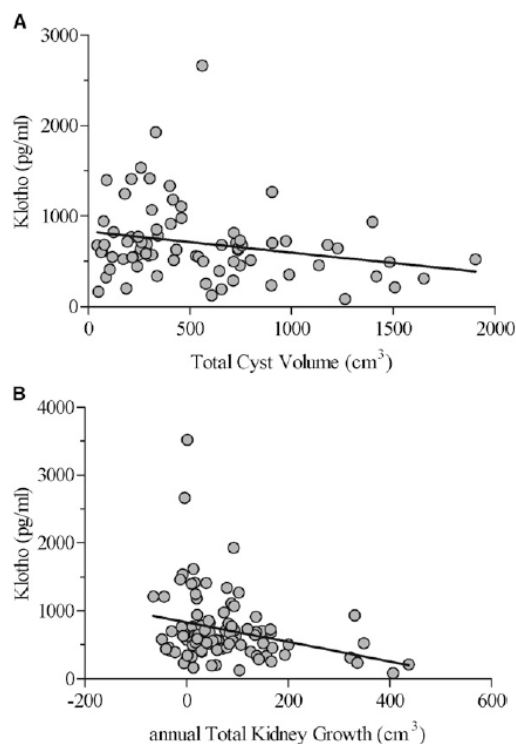 A
3000
2000
1000
0
Klotho (pg/ml)
0 500 1000 1500 2000
Total Cyst Volume (cm³)
B
4000
3000
2000
1000
0
Klotho (pg/ml)
-200 0 200 400 600
annual Total Kidney Growth (cm³)